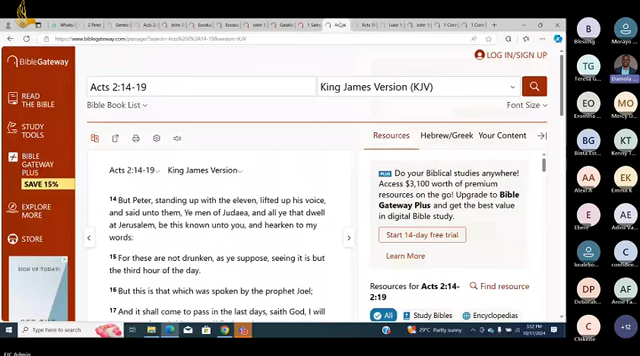 https://www.biblegateway.com/passage/?search=Acts%202%3A14-19&version=KJV
BibleGateway
LOG IN/SIGN UP
Acts 2:14-19
King James Version (KJV)
Bible Book List
Font Size
READ THE BIBLE
STUDY TOOLS
BIBLE GATEWAY PLUS
SAVE 15%
EXPLORE MORE
STORE
SIGN UP TODAY!
Acts 2:14-19
King James Version
14 But Peter, standing up with the eleven, lifted up his voice,
and said unto them, Ye men of Judaea, and all ye that dwell
at Jerusalem, be this known unto you, and hearken to my
words:
15 For these are not drunken, as ye suppose, seeing it is but
the third hour of the day.
16 But this is that which was spoken by the prophet Joel;
17 And it shall come to pass in the last days, saith God, I will
Resources
Hebrew/Greek
Your Content
PLUS Do your Biblical studies anywhere!
Access $3,100 worth of premium
resources on the go! Upgrade to Bible
Gateway Plus and get the best value
in digital Bible study.
Start 14-day free trial
Learn More
Resources for Acts 2:14-
2:19
Find resource
All
Study Bibles
Encyclopedias
Type here to search
29°C Partly sunny
10/17/2024
B
Blessing
TG
EO
BG
AA
Alexi A
E
Ebere
DP
C
M
Morayo
Damola
MO
KT
EK
AV
AF
+12